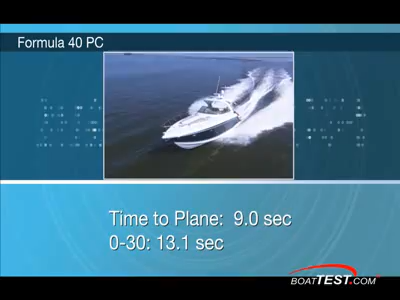 Formula 40 PC
Time to Plane: 9.0 sec
0-30: 13.1 sec
BOATTEST.COM